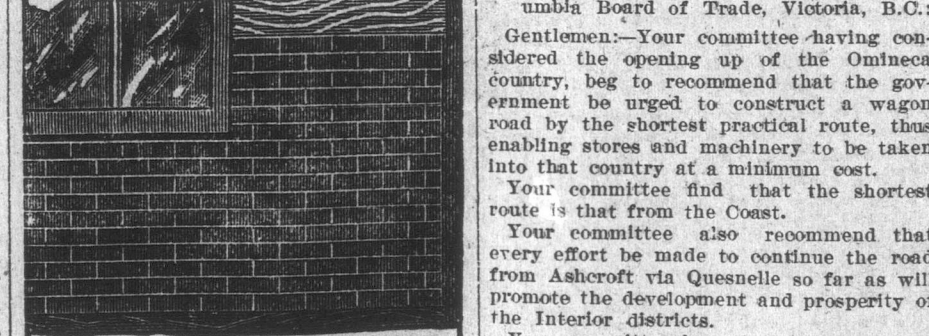 umbia Board of Trade, Victoria, B.C.:
Gentlemen:—Your committee having con-
sidered the opening up of the Omineca
country, beg to recommend that the gov-
ernment be urged to construct a wagon
road by the shortest practical route, thus
enabling stores and machinery to be taken
into that country at a minimum cost.
Your committee find that the shortest
route is that from the Coast.
Your committee also recommend that
every effort be made to continue the road
from Ashcroft via Quesnelle so far as will
promote the development and prosperity of
the Interior districts.